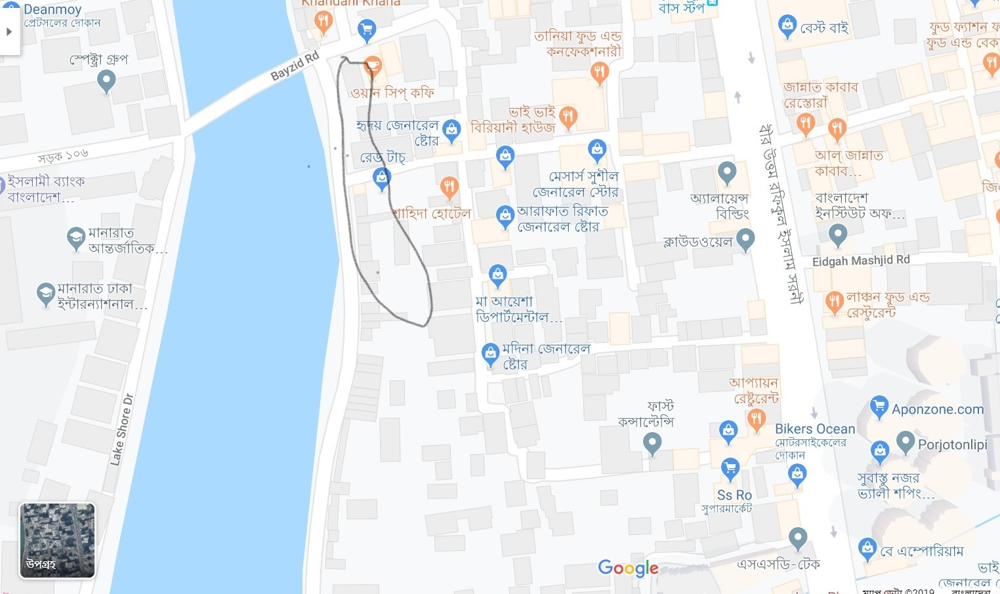 Khandani Khana
Deanmoy
প্রেটসলের দোকান
বাস স্টপ
বেস্ট বাই
তানিয়া ফুড এন্ড
কনফেকশনারী
স্পেক্ট্রা গ্রুপ
Bayzid Rd
ওয়ান সিপ্ কফি
জান্নাত কাবাব
রেস্তোরাঁ
ভাই ভাই
বিরিয়ানী হাউজ
হৃদয় জেনারেল
ষ্টোর
রেড টাচ্
সড়ক ১০৬
আল্ জান্নাত
কাবাব...
ইসলামী ব্যাংক
বাংলাদেশ...
মেসার্স সুশীল
জেনারেল স্টোর
অ্যালায়েন্স
বিল্ডিং
বাংলাদেশ
ইনস্টিউট অফ...
বীর উত্তম রফিকুল ইসলাম সরণী
শাহিদা হোটেল
আরাফাত রিফাত
জেনারেল ষ্টোর
মানারাত
আন্তর্জাতিক...
ক্লাউডওয়েল
Eidgah Mashjid Rd
মানারাত ঢাকা
ইন্টারন্যাশনাল...
মা আয়েশা
ডিপার্টমেন্টাল...
লাঞ্চন ফুড এন্ড
রেস্টুরেন্ট
মদিনা জেনারেল
ষ্টোর
আপ্যায়ন
রেষ্টুরেন্ট
ফাস্ট
কন্সাল্টেন্সি
Aponzone.com
Lake Shore Dr
Bikers Ocean
মোটরসাইকেলের
দোকান
Porjotonlipi
সুবাস্তু নজর
ভ্যালী শপিং...
Ss Ro
সুপারমার্কেট
বে এম্পোরিয়াম
এসএসডি-টেক
উপগ্রহ
Google
ম্যাপ ডেটা ©2019
বাংলাদেশ